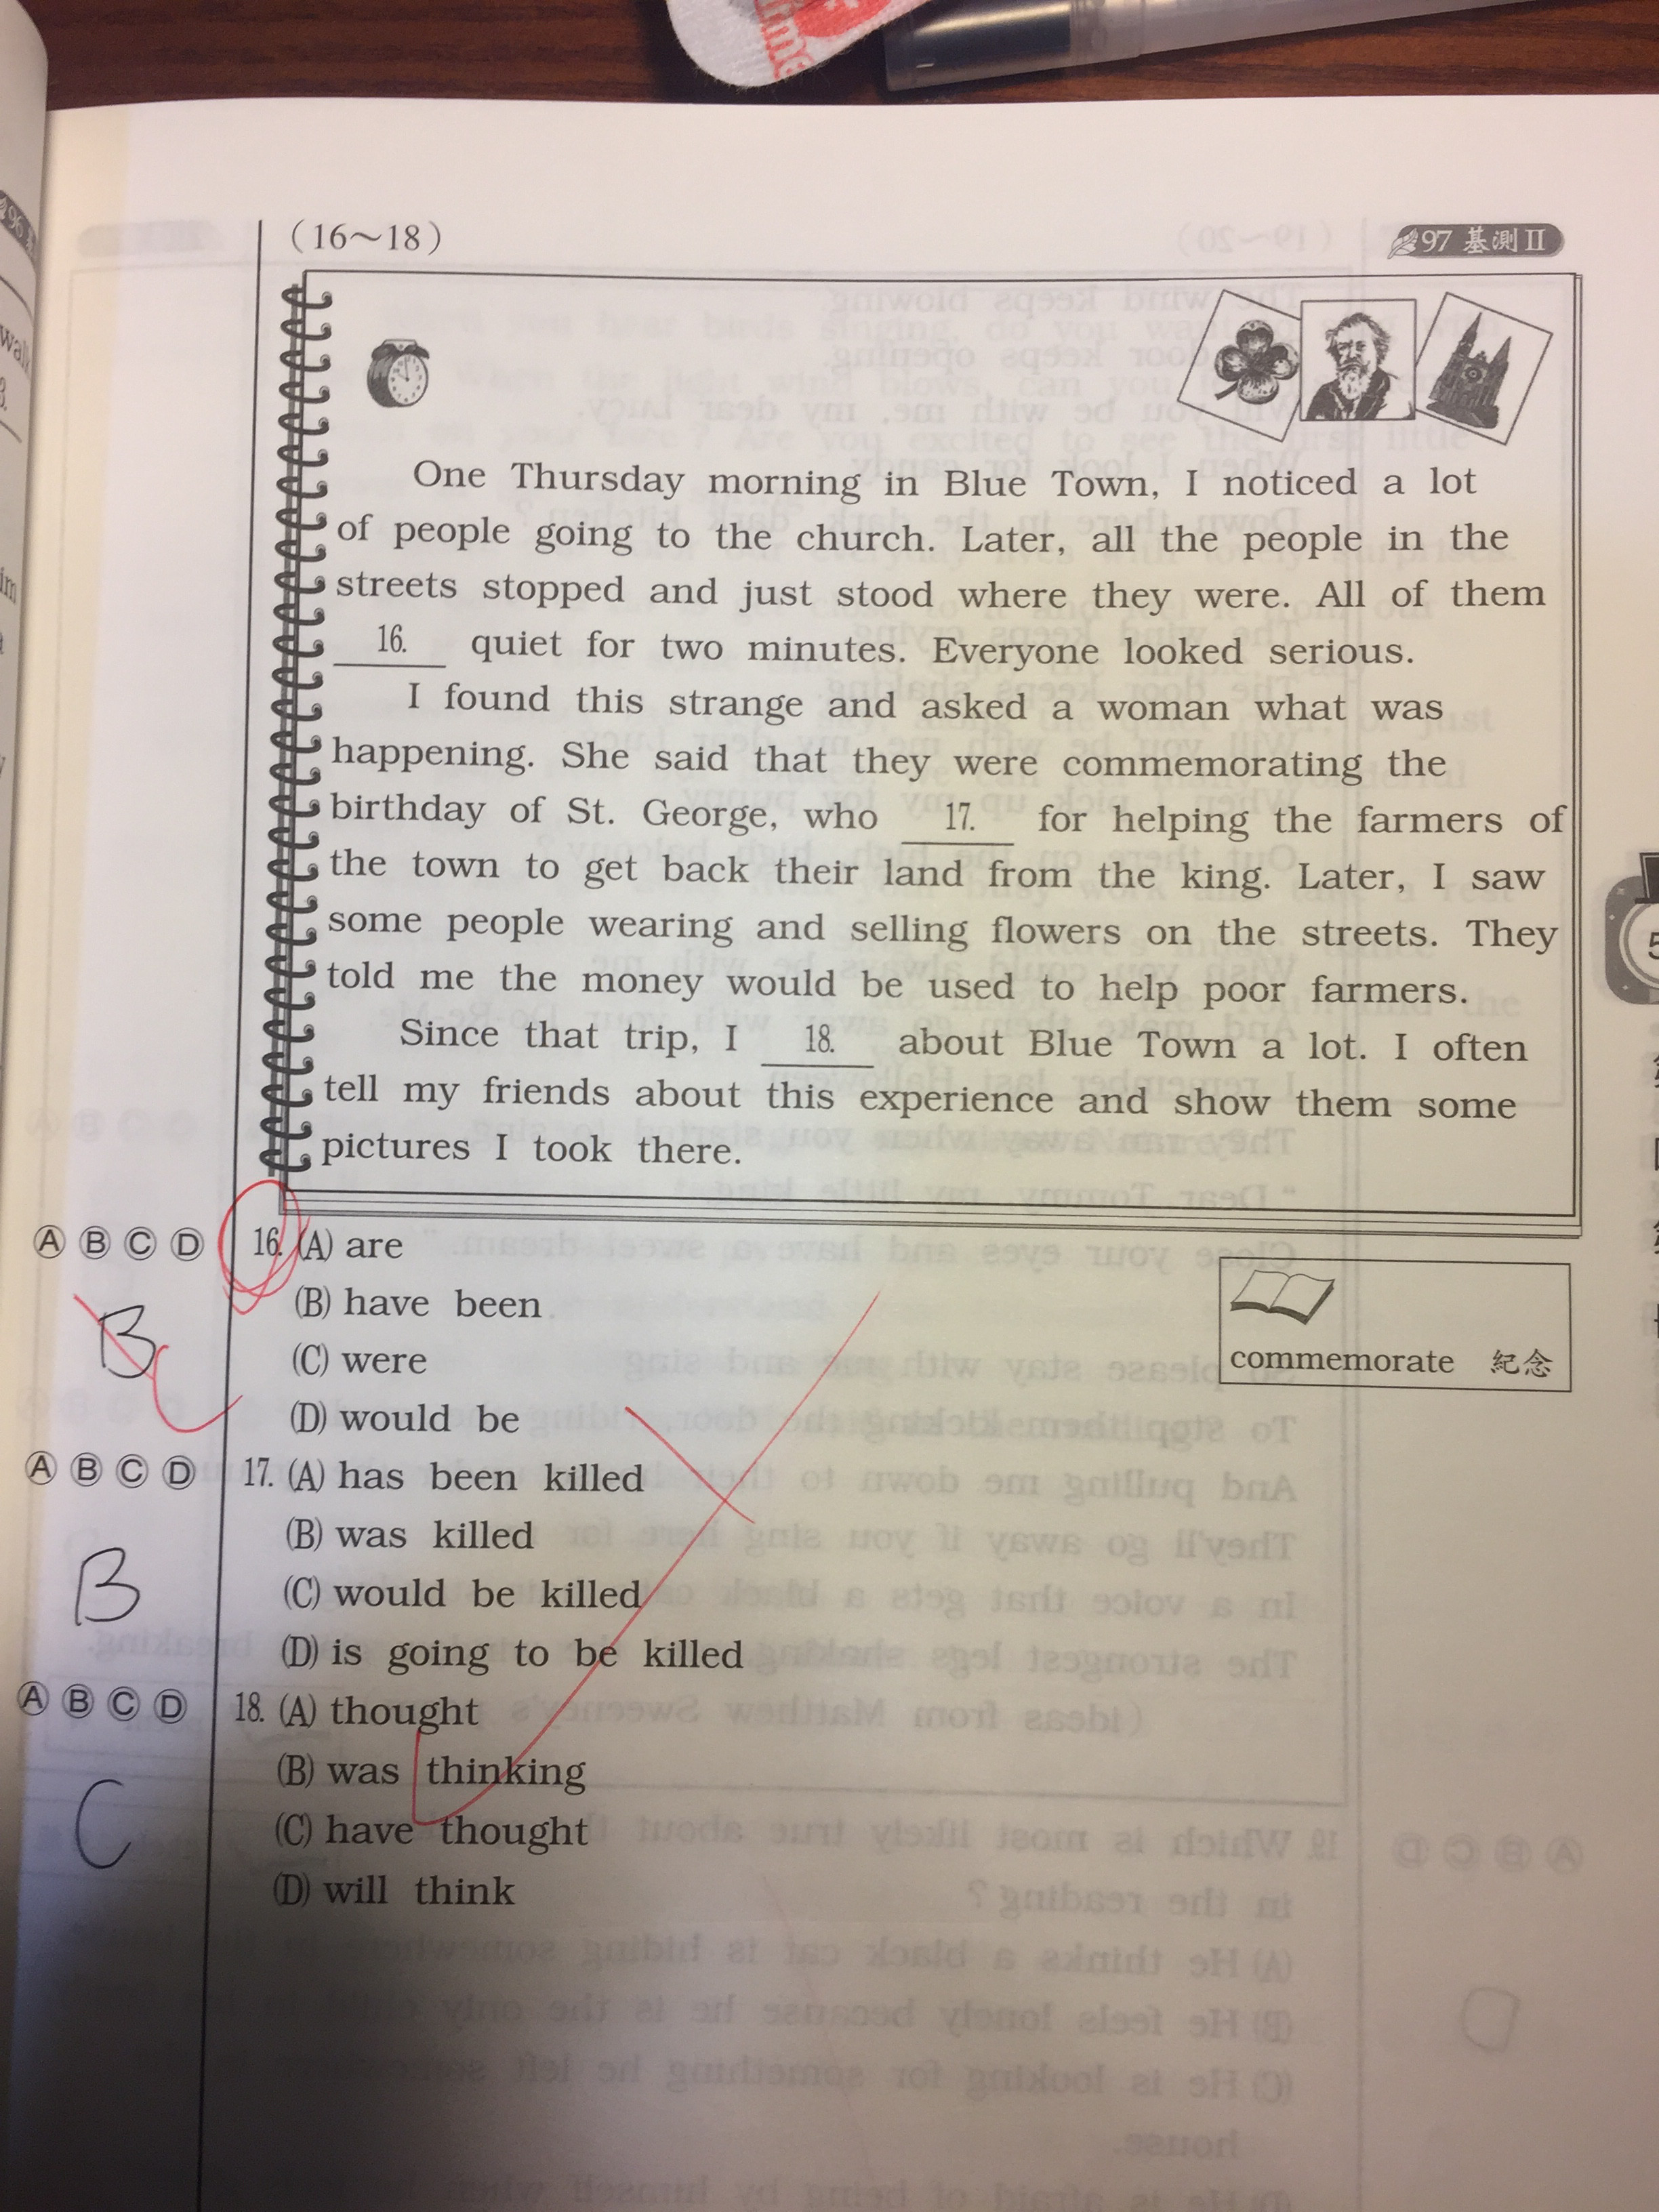 (16～18)
97 基測 II
One Thursday morning in Blue Town, I noticed a lot
of people going to the church. Later, all the people in the
streets stopped and just stood where they were. All of them
16. quiet for two minutes. Everyone looked serious.
I found this strange and asked a woman what was
happening. She said that they were commemorating the
birthday of St. George, who 17. for helping the farmers of
the town to get back their land from the king. Later, I saw
some people wearing and selling flowers on the streets. They
told me the money would be used to help poor farmers.
Since that trip, I 18. about Blue Town a lot. I often
tell my friends about this experience and show them some
pictures I took there.
Ⓐ Ⓑ Ⓒ Ⓓ 16. (A) are
(B) have been
B C
(C) were
(D) would be
commemorate 紀念
Ⓐ Ⓑ Ⓒ Ⓓ 17. (A) has been killed
(B) was killed
B
(C) would be killed
(D) is going to be killed
Ⓐ Ⓑ Ⓒ Ⓓ 18. (A) thought
(B) was thinking
C
(C) have thought
(D) will think